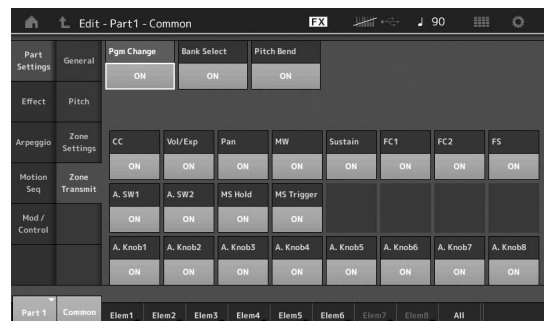 Edit - Part1 - Common FX 90
Part Settings
General
Pgm Change Bank Select Pitch Bend
ON ON ON
Effect Pitch
Arpeggio
Zone Settings
CC Vol/Exp Pan MW Sustain FC1 FC2 FS
ON ON ON ON ON ON ON ON
Motion Seq
Zone Transmit
A. SW1 A. SW2 MS Hold MS Trigger
ON ON ON ON
Mod / Control
A. Knob1 A. Knob2 A. Knob3 A. Knob4 A. Knob5 A. Knob6 A. Knob7 A. Knob8
ON ON ON ON ON ON ON ON
Part 1 Common Elem1 Elem2 Elem3 Elem4 Elem5 Elem6 Elem7 Elem8 All